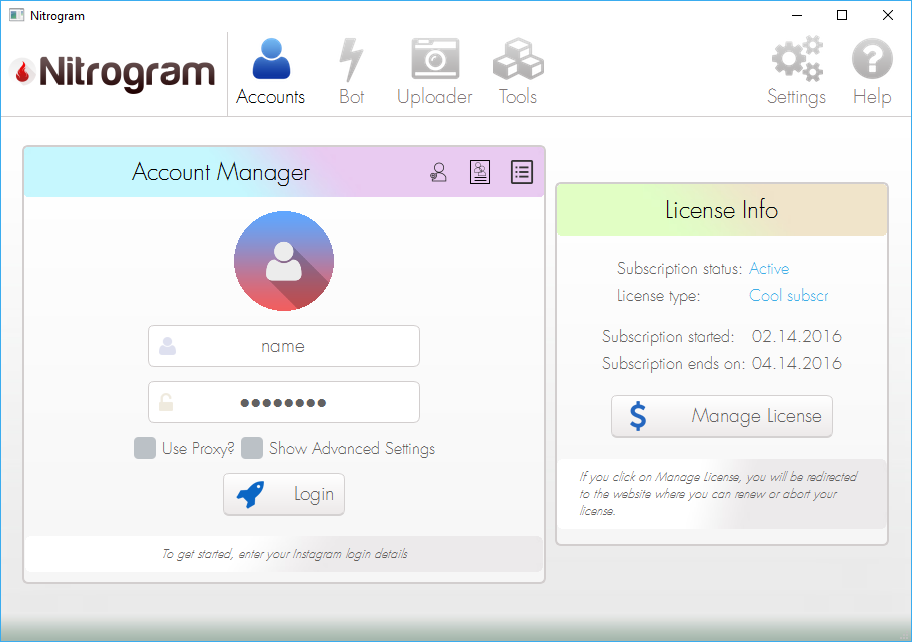 Nitrogram
Nitrogram
Accounts
Bot
Uploader
Tools
Settings
Help
Account Manager
name
Use Proxy?
Show Advanced Settings
Login
To get started, enter your Instagram login details
License Info
Subscription status: Active
License type: Cool subscr
Subscription started: 02.14.2016
Subscription ends on: 04.14.2016
$ Manage License
If you click on Manage License, you will be redirected
to the website where you can renew or abort your
license.